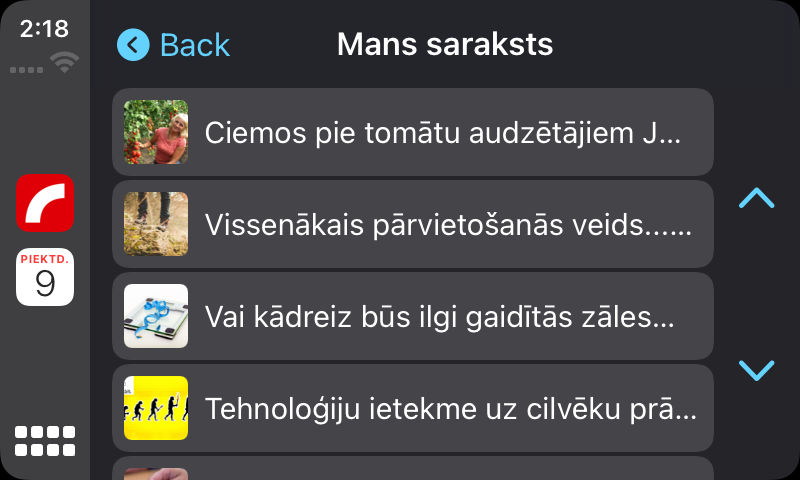 2:18
Back
Mans saraksts
Ciemos pie tomātu audzētājiem J...
Vissenākais pārvietošanās veids......
PIEKTD.
9
Vai kādreiz būs ilgi gaidītās zāles...
Tehnoloģiju ietekme uz cilvēku prā...